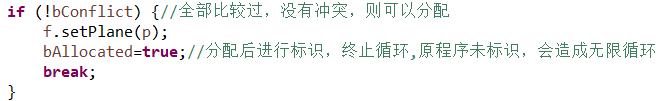 if (!bConflict) {//全部比较过，没有冲突，则可以分配
    f.setPlane(p);
    bAllocated=true;//分配后进行标识，终止循环,原程序未标识，会造成无限循环
    break;
}